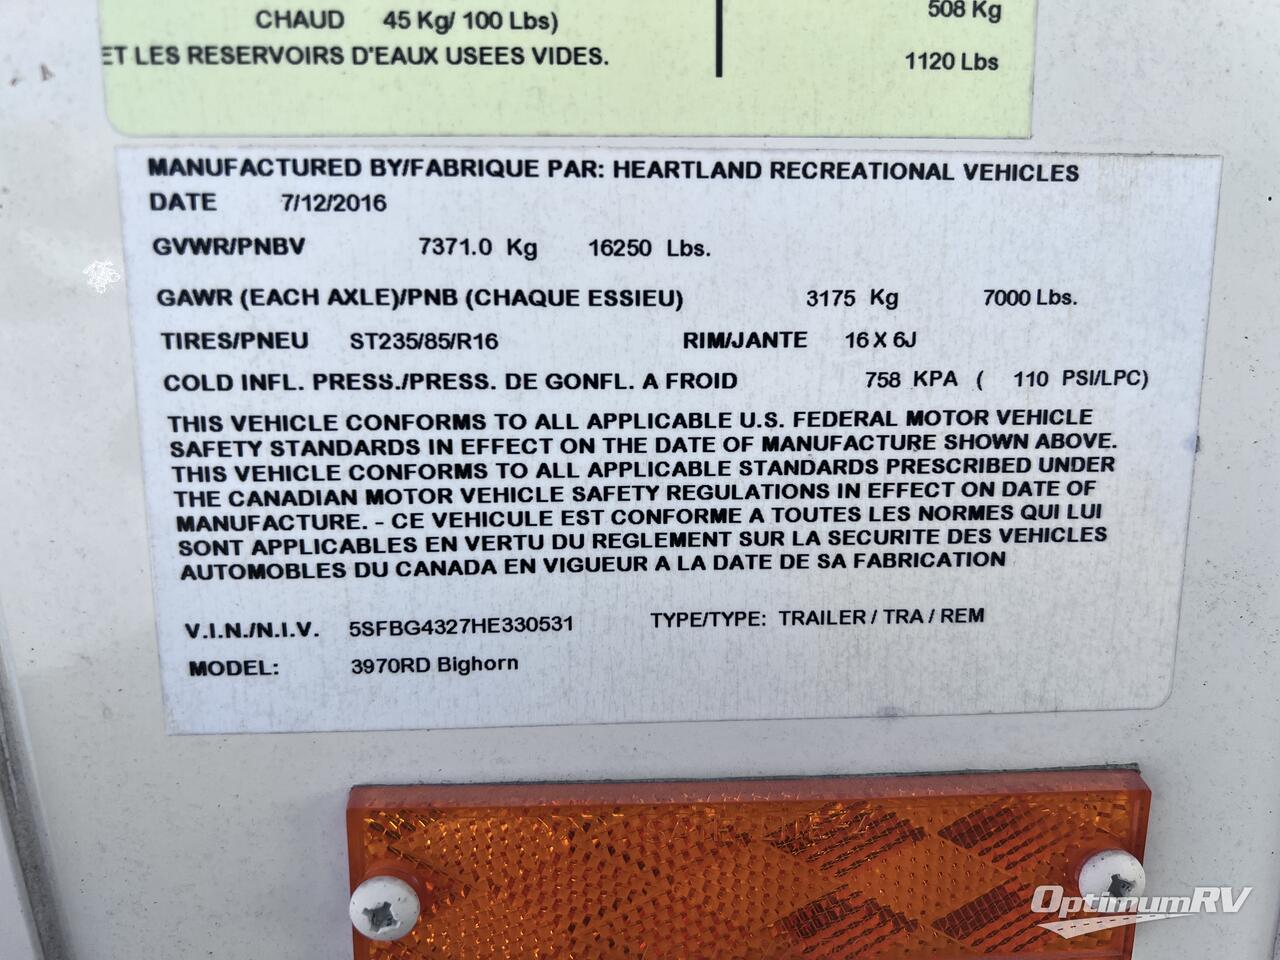 CHAUD 45 Kg/ 100 Lbs) 508 Kg
ET LES RESERVOIRS D'EAUX USEES VIDES. 1120 Lbs
MANUFACTURED BY/FABRIQUE PAR: HEARTLAND RECREATIONAL VEHICLES
DATE 7/12/2016
GVWR/PNBV 7371.0 Kg 16250 Lbs.
GAWR (EACH AXLE)/PNB (CHAQUE ESSIEU) 3175 Kg 7000 Lbs.
TIRES/PNEU ST235/85/R16 RIM/JANTE 16 X 6J
COLD INFL. PRESS./PRESS. DE GONFL. A FROID 758 KPA ( 110 PSI/LPC)
THIS VEHICLE CONFORMS TO ALL APPLICABLE U.S. FEDERAL MOTOR VEHICLE
SAFETY STANDARDS IN EFFECT ON THE DATE OF MANUFACTURE SHOWN ABOVE.
THIS VEHICLE CONFORMS TO ALL APPLICABLE STANDARDS PRESCRIBED UNDER
THE CANADIAN MOTOR VEHICLE SAFETY REGULATIONS IN EFFECT ON DATE OF
MANUFACTURE. - CE VEHICULE EST CONFORME A TOUTES LES NORMES QUI LUI
SONT APPLICABLES EN VERTU DU REGLEMENT SUR LA SECURITE DES VEHICLES
AUTOMOBILES DU CANADA EN VIGUEUR A LA DATE DE SA FABRICATION
V.I.N./N.I.V. 5SFBG4327HE330531 TYPE/TYPE: TRAILER / TRA / REM
MODEL: 3970RD Bighorn
OptimumRV